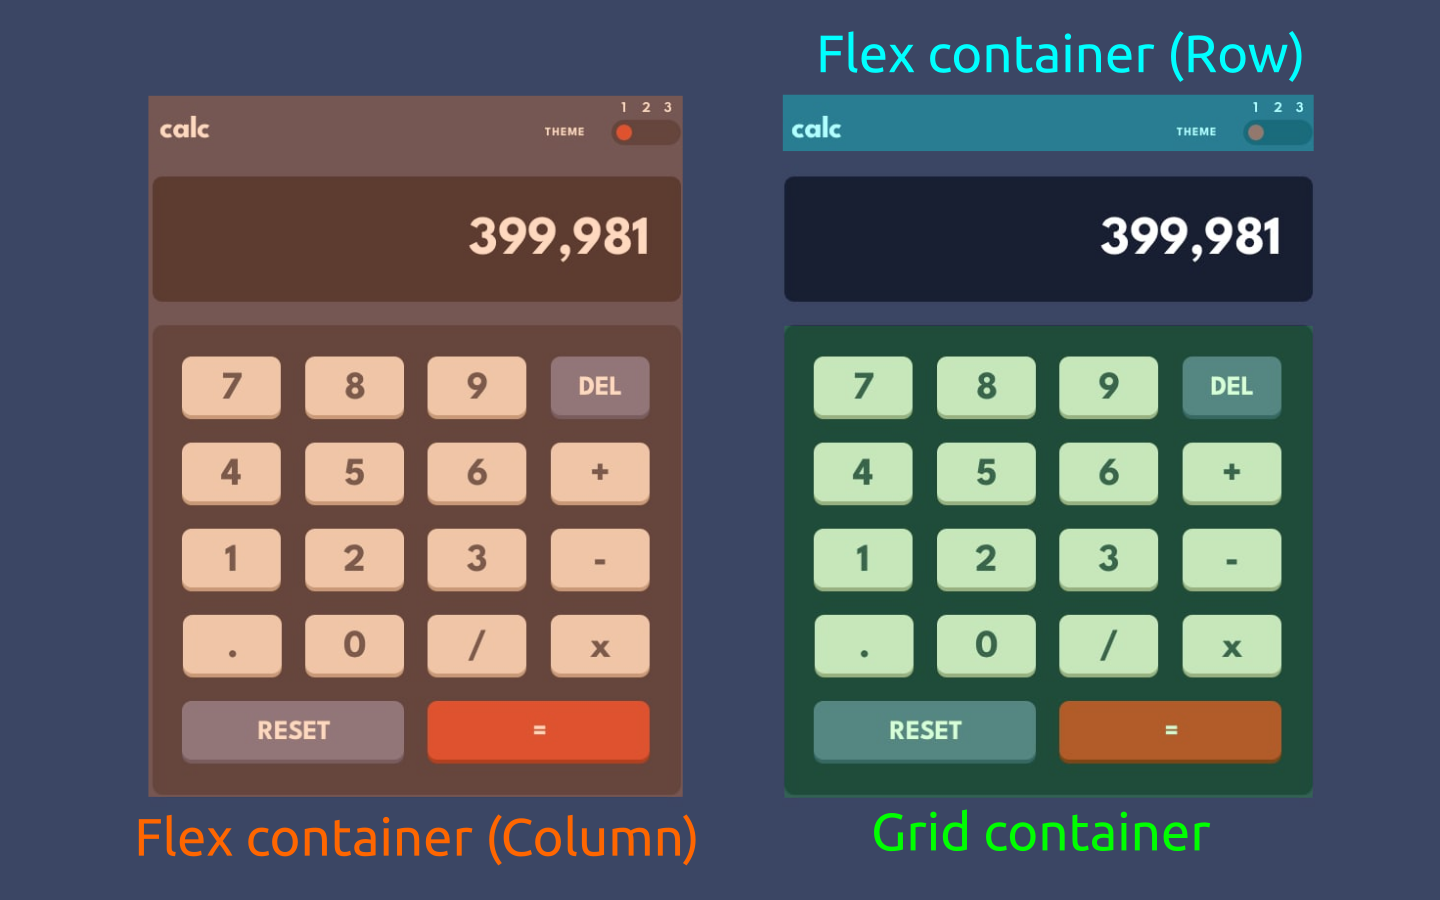 Flex container (Row)
calc
THEME
1 2 3
399,981
7 8 9 DEL
4 5 6 +
1 2 3 -
. 0 / x
RESET =
Flex container (Column)
calc
THEME
1 2 3
399,981
7 8 9 DEL
4 5 6 +
1 2 3 -
. 0 / x
RESET =
Grid container